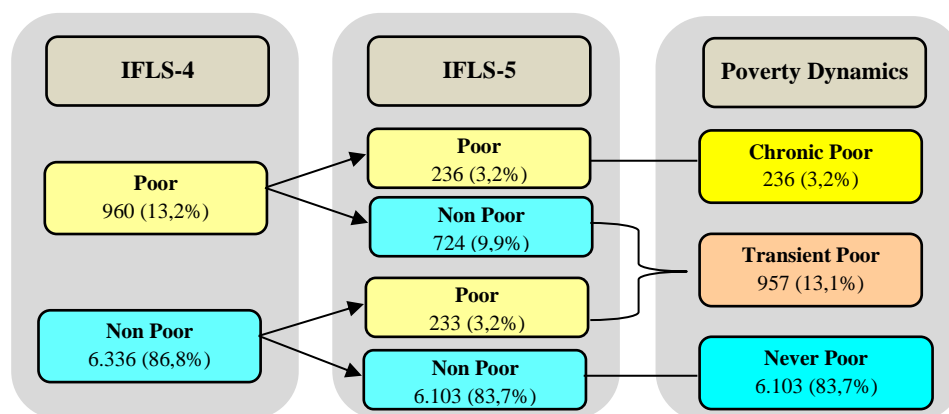 IFLS-4
Poor
960 (13,2%)
Non Poor
6.336 (86,8%)
IFLS-5
Poor
236 (3,2%)
Non Poor
724 (9,9%)
Poor
233 (3,2%)
Non Poor
6.103 (83,7%)
Poverty Dynamics
Chronic Poor
236 (3,2%)
Transient Poor
957 (13,1%)
Never Poor
6.103 (83,7%)